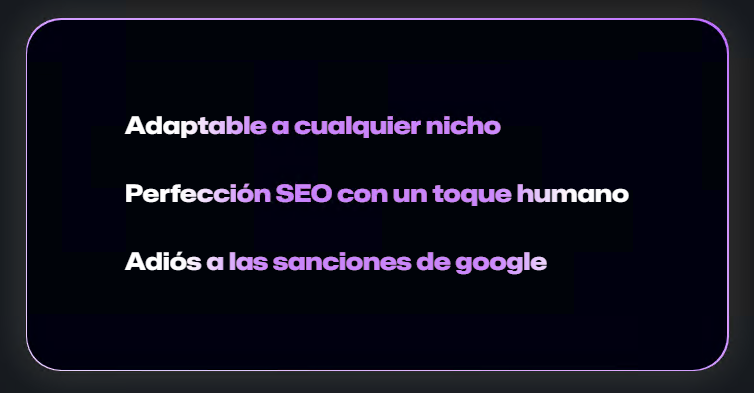 Adaptable a cualquier nicho
Perfección SEO con un toque humano
Adiós a las sanciones de google